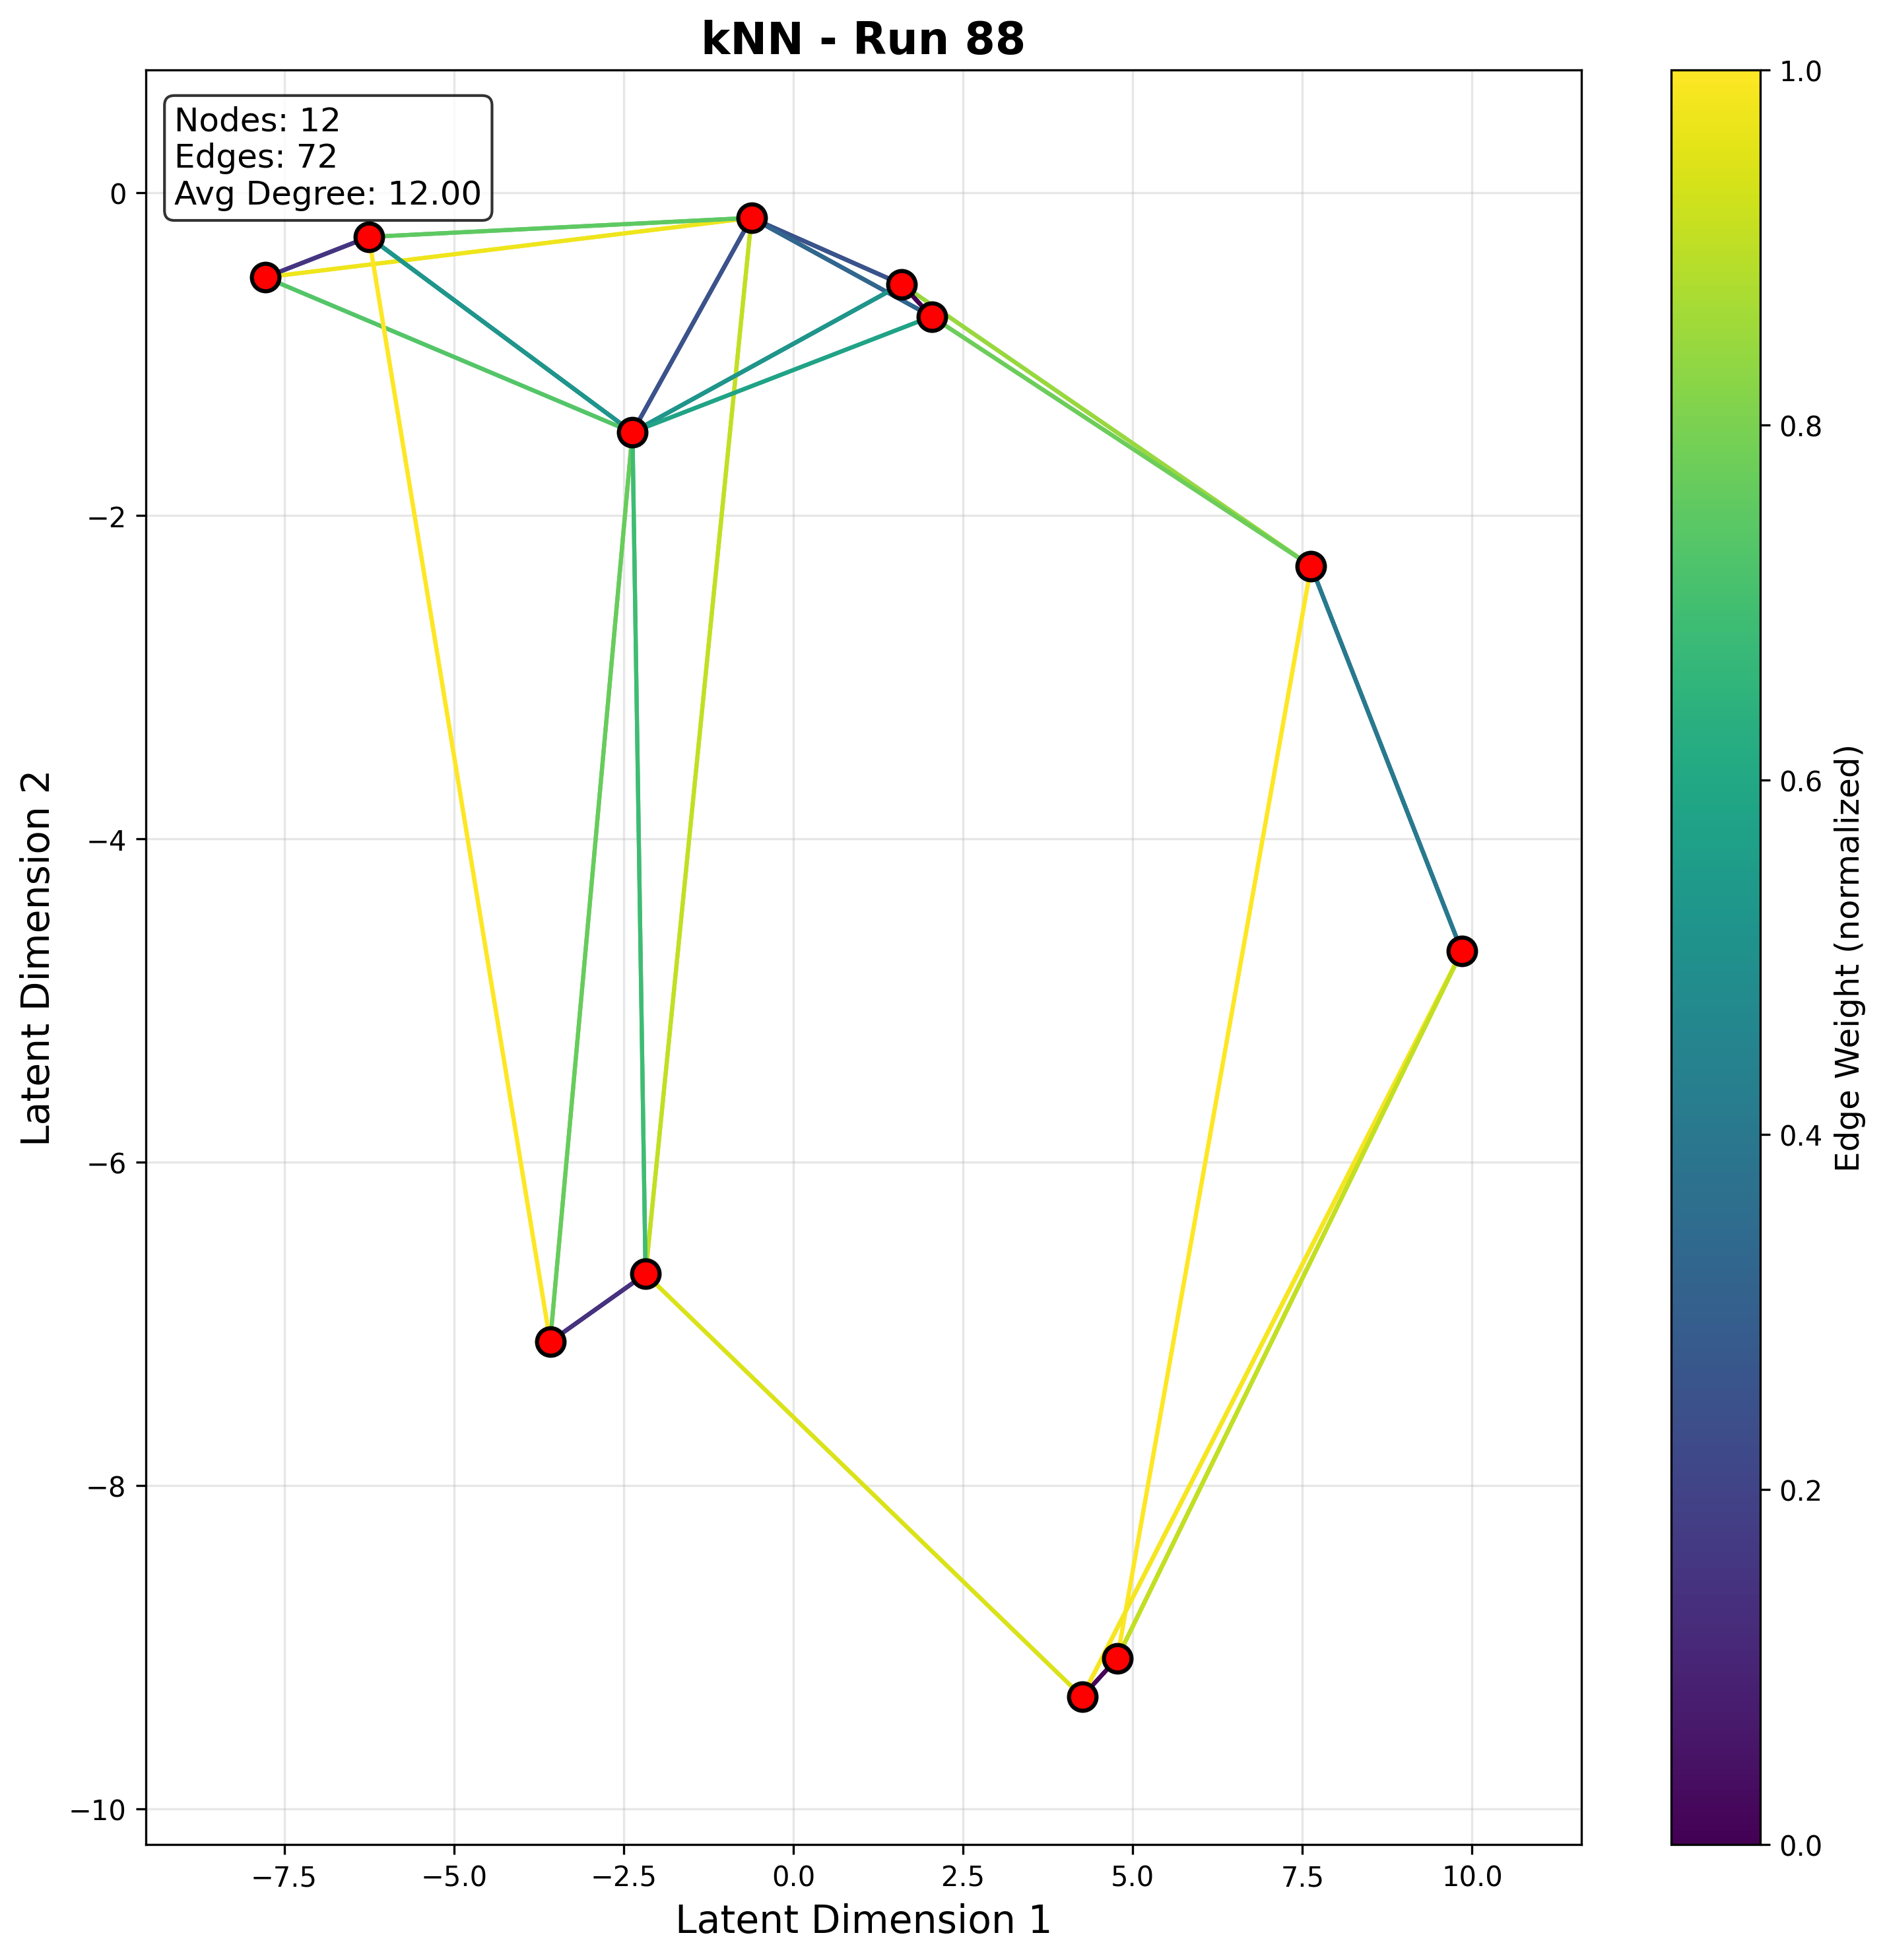 kNN - Run 88
Nodes: 12
Edges: 72
Avg Degree: 12.00
0
−2
−4
−6
−8
−10
Latent Dimension 2
−7.5
−5.0
−2.5
0.0
2.5
5.0
7.5
10.0
Latent Dimension 1
1.0
0.8
0.6
0.4
0.2
0.0
Edge Weight (normalized)